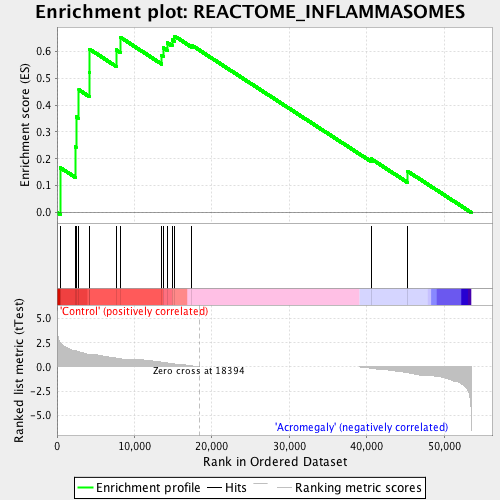 Enrichment plot: REACTOME_INFLAMMASOMES
Enrichment score (ES)
0.6
0.5
0.4
0.3
0.2
0.1
0.0
'Control' (positively correlated)
Ranked list metric (tTest)
5.0
2.5
0.0
-2.5
-5.0
Zero cross at 18394
'Acromegaly' (negatively correlated)
0 10,000 20,000 30,000 40,000 50,000
Rank in Ordered Dataset
Enrichment profile Hits Ranking metric scores